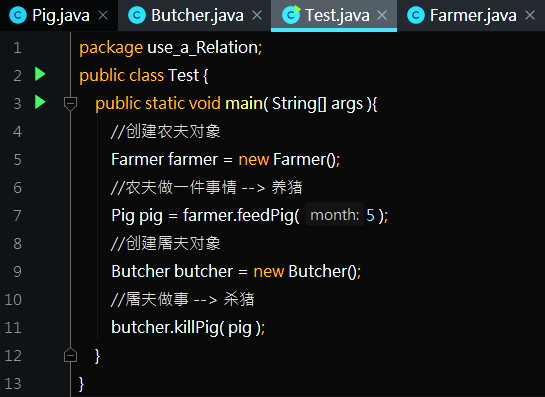 Pig.java × Butcher.java × Test.java × Farmer.java ×
1 package use_a_Relation;
2 public class Test {
3 public static void main( String[] args ){
4 //创建农夫对象
5 Farmer farmer = new Farmer();
6 //农夫做一件事情 --> 养猪
7 Pig pig = farmer.feedPig( month: 5 );
8 //创建屠夫对象
9 Butcher butcher = new Butcher();
10 //屠夫做事 --> 杀猪
11 butcher.killPig( pig );
12 }
13 }